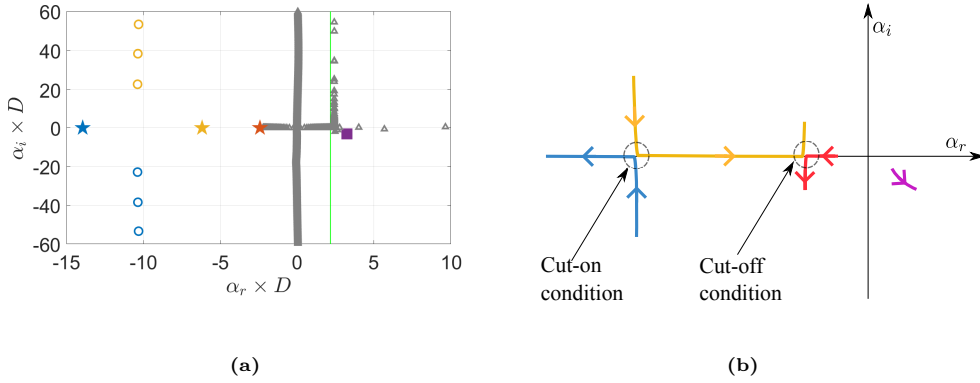 60
40
20
0
-20
-40
-60
-15
-10
-5
0
5
10
α_i × D
α_r × D
α_i
α_r
Cut-on
condition
Cut-off
condition
(a)
(b)